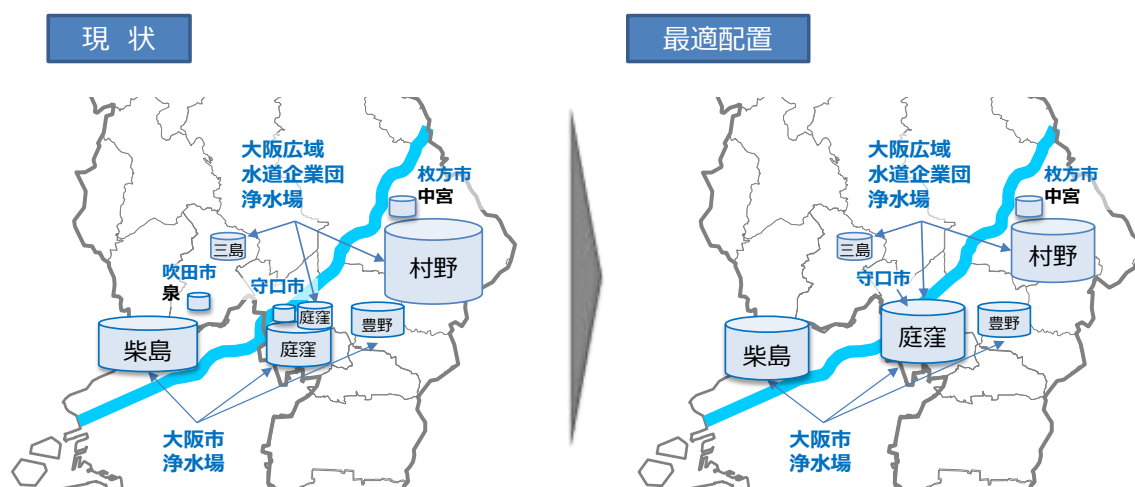 現 状
大阪広域
水道企業団
浄水場
枚方市
中宮
三島
村野
吹田市
泉
守口市
庭窪
豊野
柴島
庭窪
大阪市
浄水場
最適配置
大阪広域
水道企業団
浄水場
枚方市
中宮
三島
村野
守口市
豊野
庭窪
柴島
大阪市
浄水場